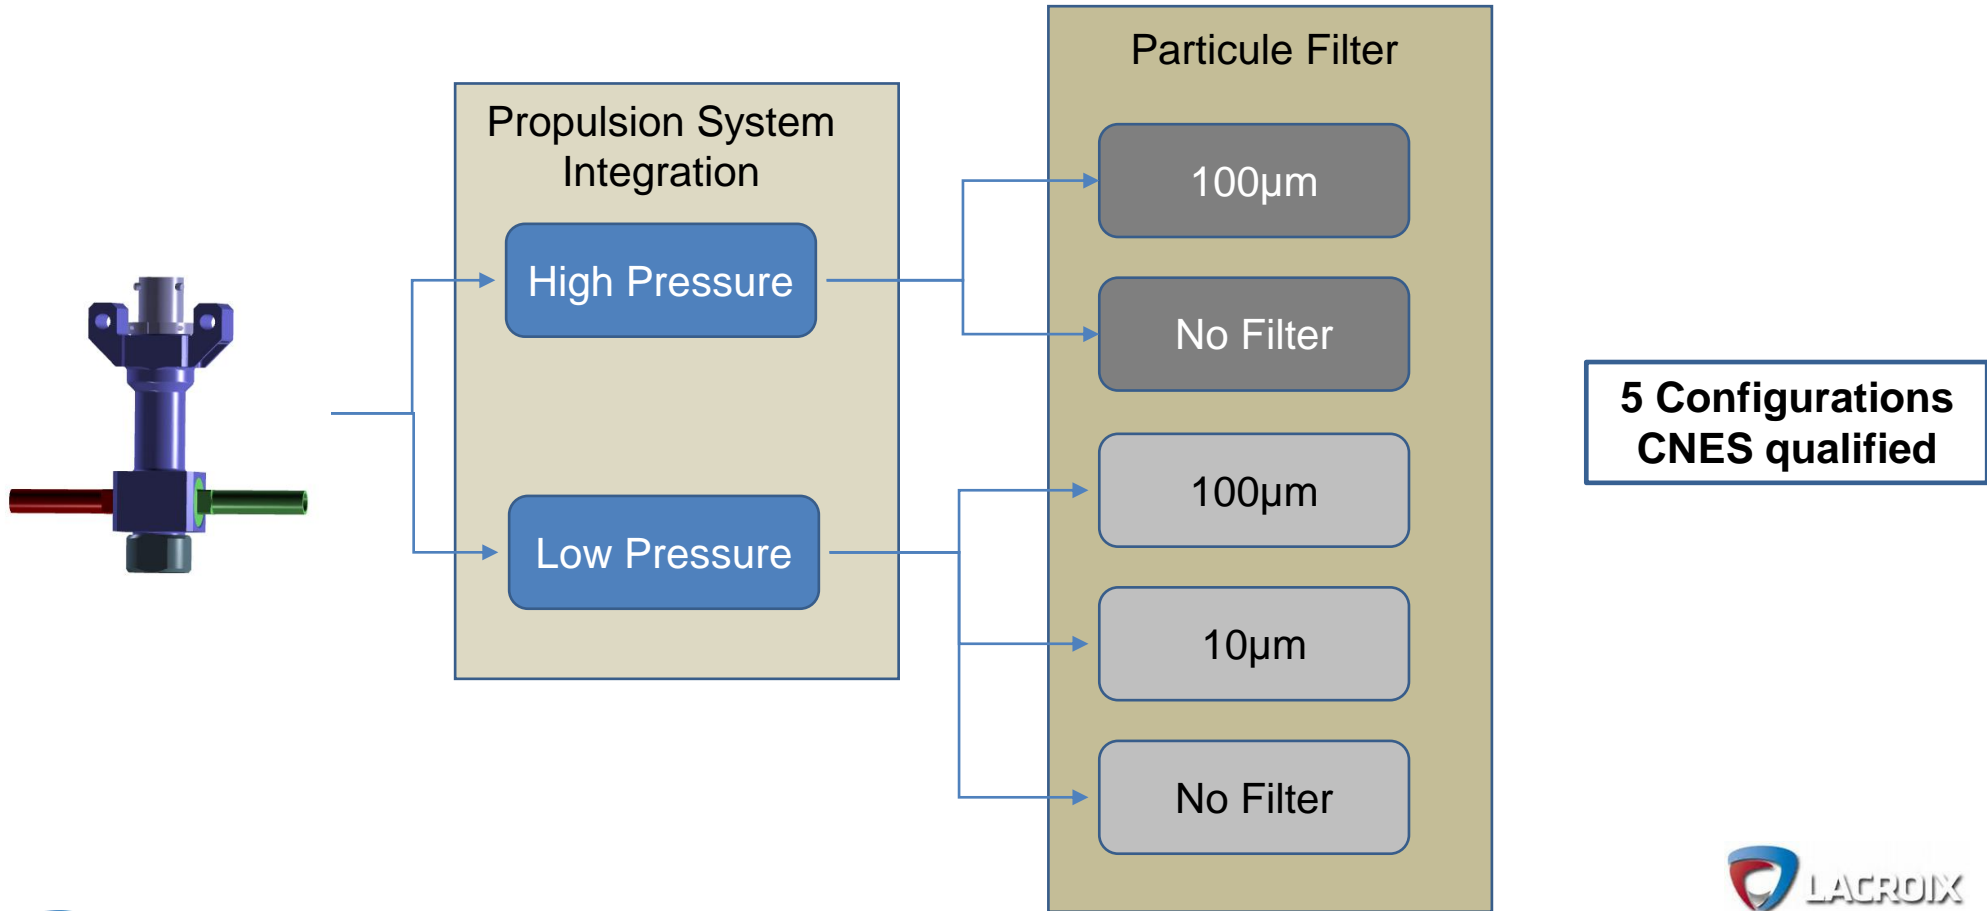 Particule Filter
Propulsion System
Integration
100µm
High Pressure
No Filter
5 Configurations
CNES qualified
100µm
Low Pressure
10µm
No Filter
LACROIX